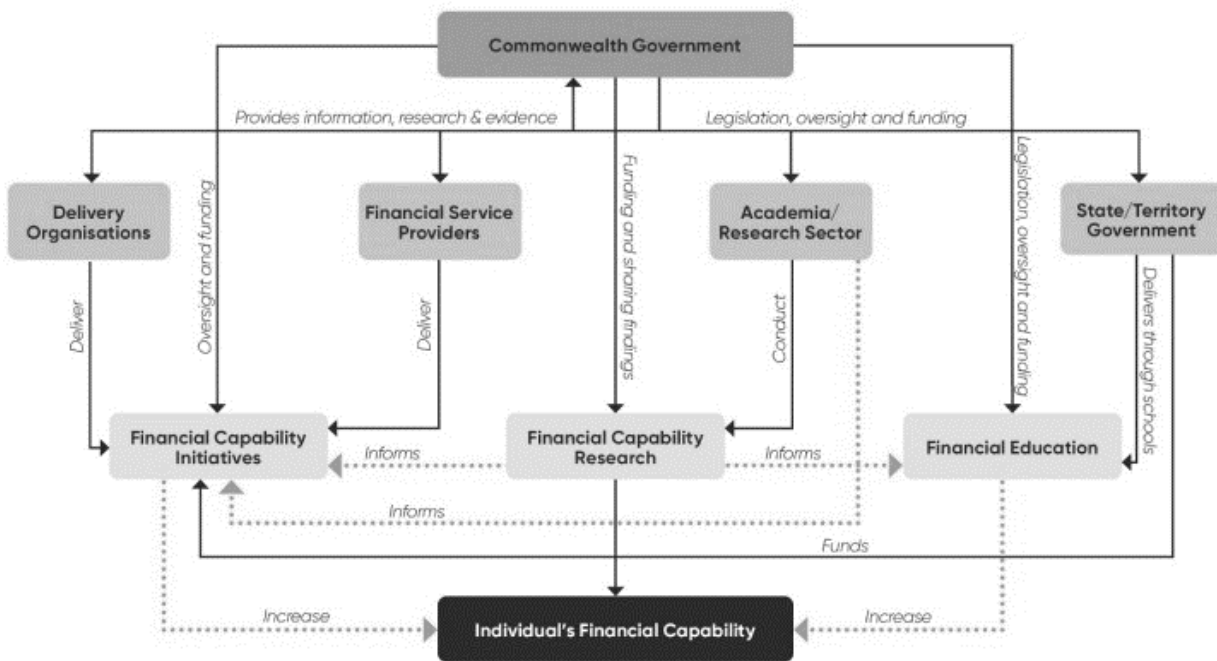 Commonwealth Government
Provides information, research & evidence
Legislation, oversight and funding
Delivery
Organisations
Oversight and funding
Financial Service
Providers
Funding and sharing findings
Academia/
Research Sector
Legislation, oversight and funding
State/Territory
Government
Deliver
Deliver
Conduct
Delivers through schools
Financial Capability
Initiatives
Informs
Financial Capability
Research
Informs
Financial Education
Informs
Funds
Increase
Individual's Financial Capability
Increase